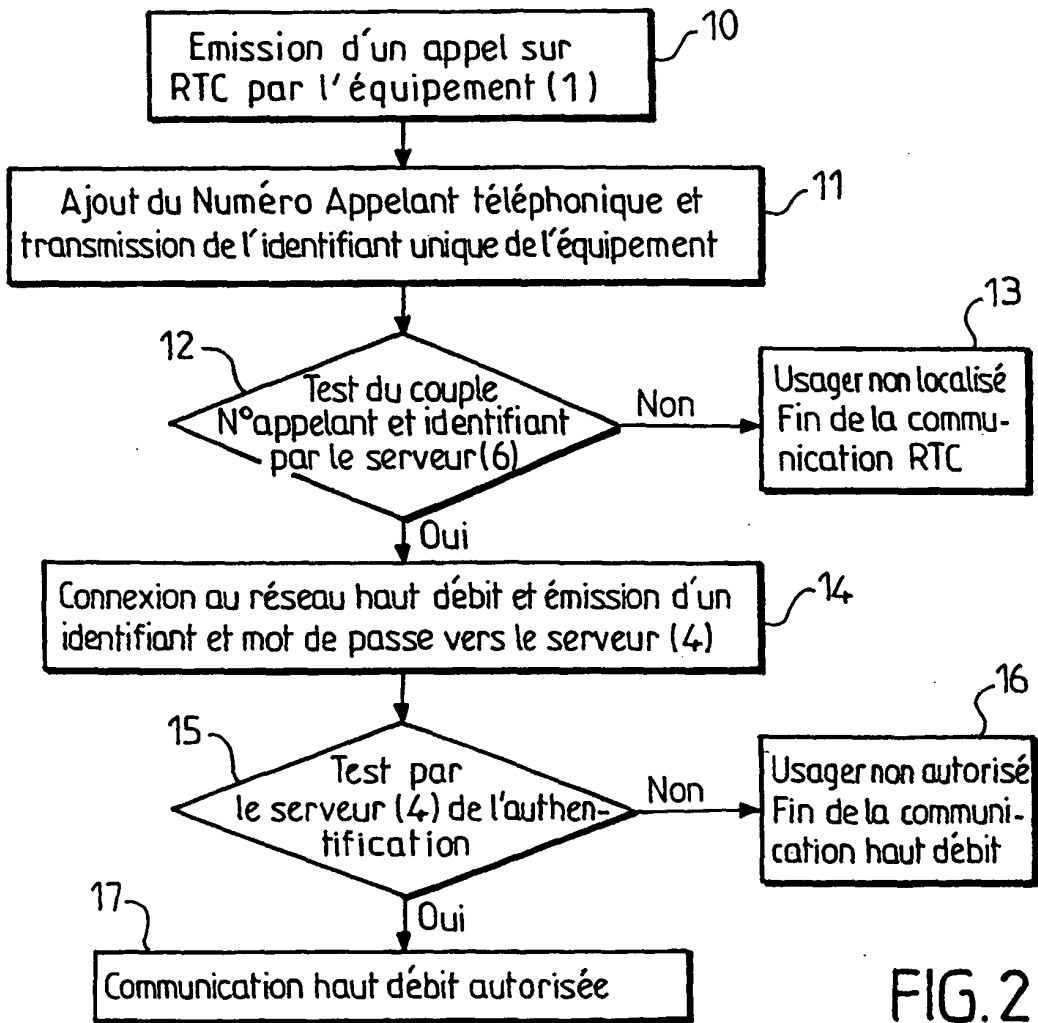 Emission d'un appel sur
RTC par l'équipement (1)
10
Ajout du Numéro Appelant téléphonique et
transmission de l'identifiant unique de l'équipement
11
12
Test du couple
N°appelant et identifiant
par le serveur (6)
Non
13
Usager non localisé
Fin de la commu-
nication RTC
Oui
Connexion au réseau haut débit et émission d'un
identifiant et mot de passe vers le serveur (4)
14
15
Test par
le serveur (4) de l'authen-
tification
Non
16
Usager non autorisé
Fin de la communi-
cation haut débit
Oui
17
Communication haut débit autorisée
FIG.2